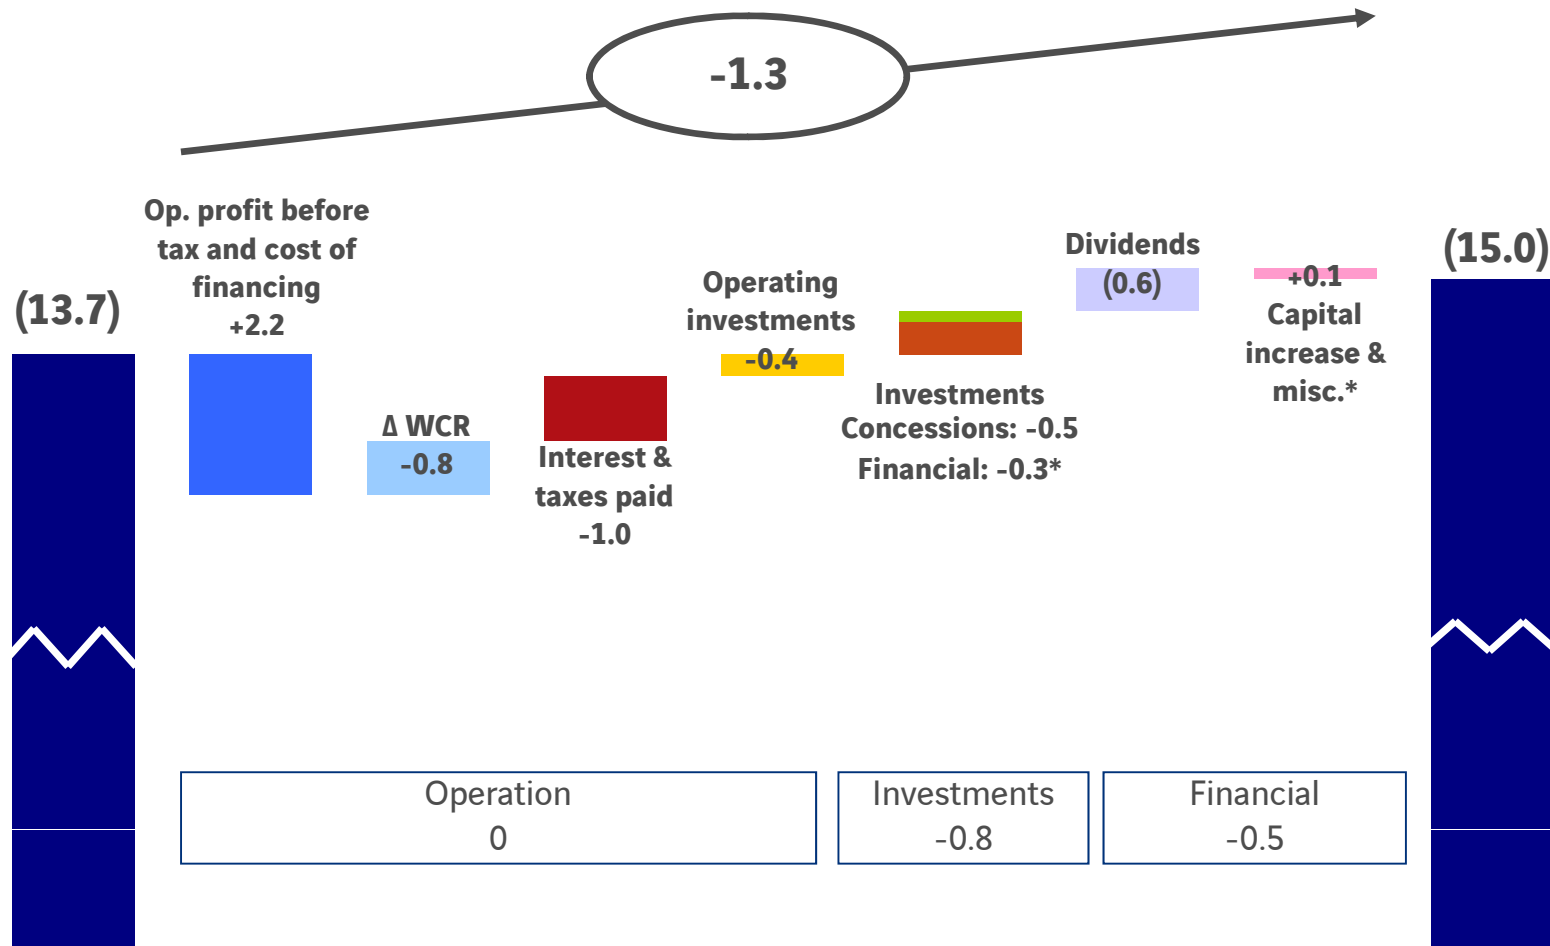 -1.3
(13.7)
Op. profit before
tax and cost of
financing
+2.2
Δ WCR
-0.8
Interest &
taxes paid
-1.0
Operating
investments
-0.4
Investments
Concessions: -0.5
Financial: -0.3*
Dividends
(0.6)
+0.1
Capital
increase &
misc.*
(15.0)
Operation
0
Investments
-0.8
Financial
-0.5